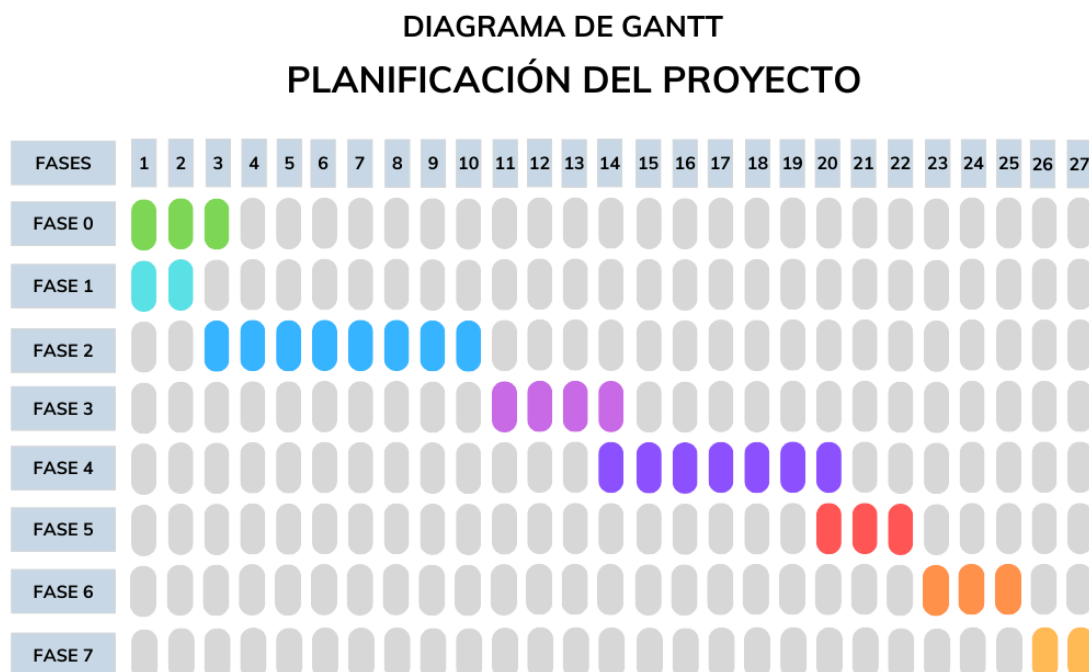 DIAGRAMA DE GANTT
PLANIFICACIÓN DEL PROYECTO
FASES 1 2 3 4 5 6 7 8 9 10 11 12 13 14 15 16 17 18 19 20 21 22 23 24 25 26 27
FASE 0
FASE 1
FASE 2
FASE 3
FASE 4
FASE 5
FASE 6
FASE 7